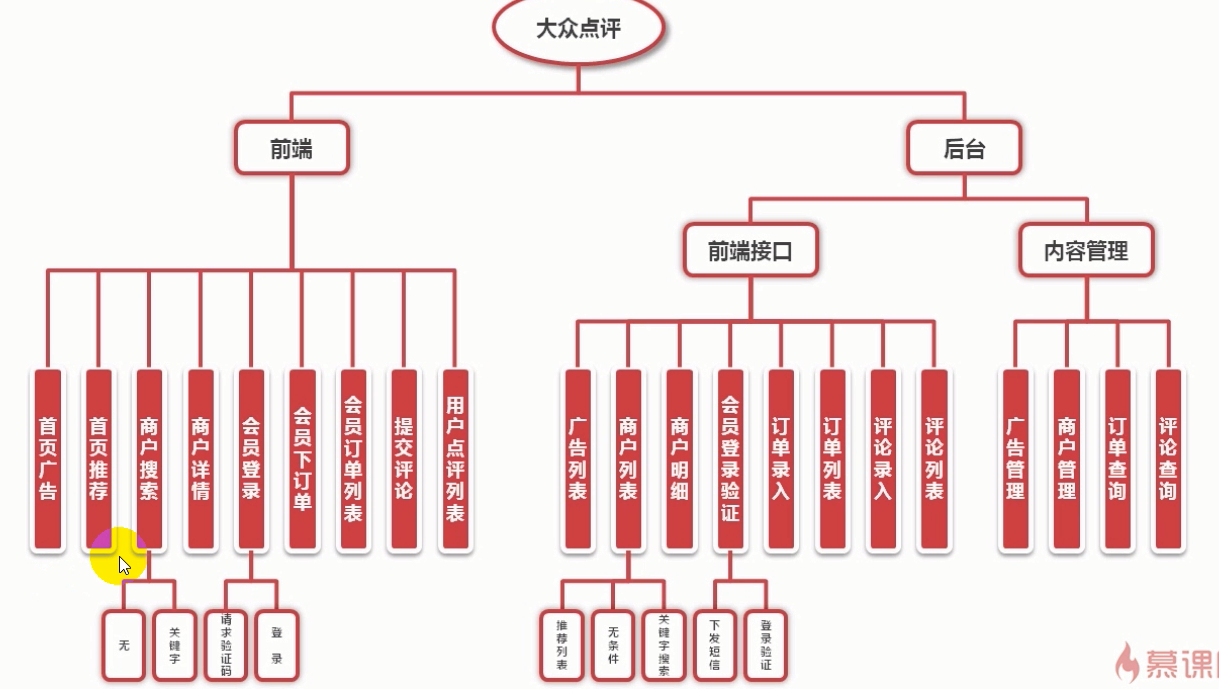 大众点评
前端
后台
前端接口
内容管理
首页广告
首页推荐
商户搜索
商户详情
会员登录
会员下订单
会员订单列表
提交评论
用户点评列表
广告列表
商户列表
商户明细
会员登录验证
订单录入
订单列表
评论录入
评论列表
广告管理
商户管理
订单查询
评论查询
无
关键字
请求验证码
登录
推荐列表
无条件
关键字搜索
下发短信
登录验证
慕课